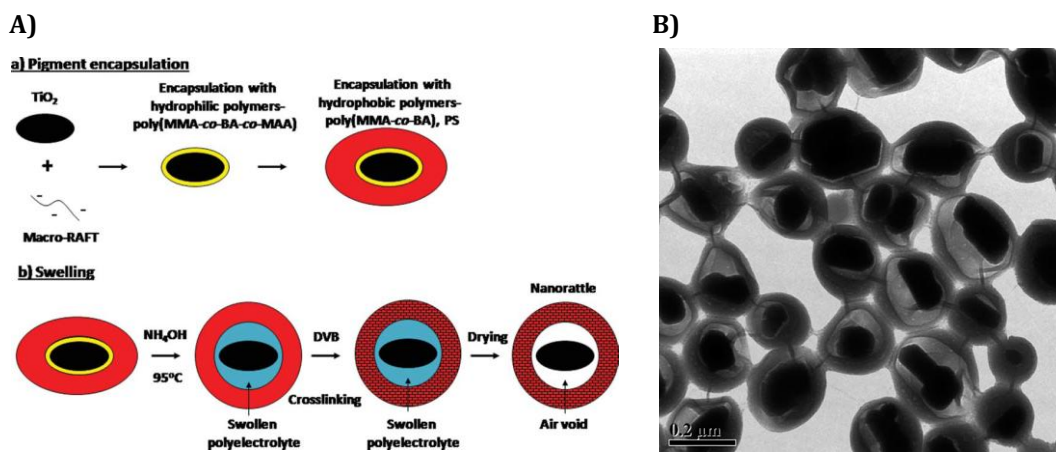 A)
B)
a) Pigment encapsulation
TiO2
+
Macro-RAFT
Encapsulation with
hydrophilic polymers-
poly(MMA-co-BA-co-MAA)
Encapsulation with
hydrophobic polymers-
poly(MMA-co-BA), PS
b) Swelling
NH4OH
95ºC
Swollen
polyelectrolyte
DVB
Crosslinking
Swollen
polyelectrolyte
Drying
Nanorattle
Air void
0.2 µm